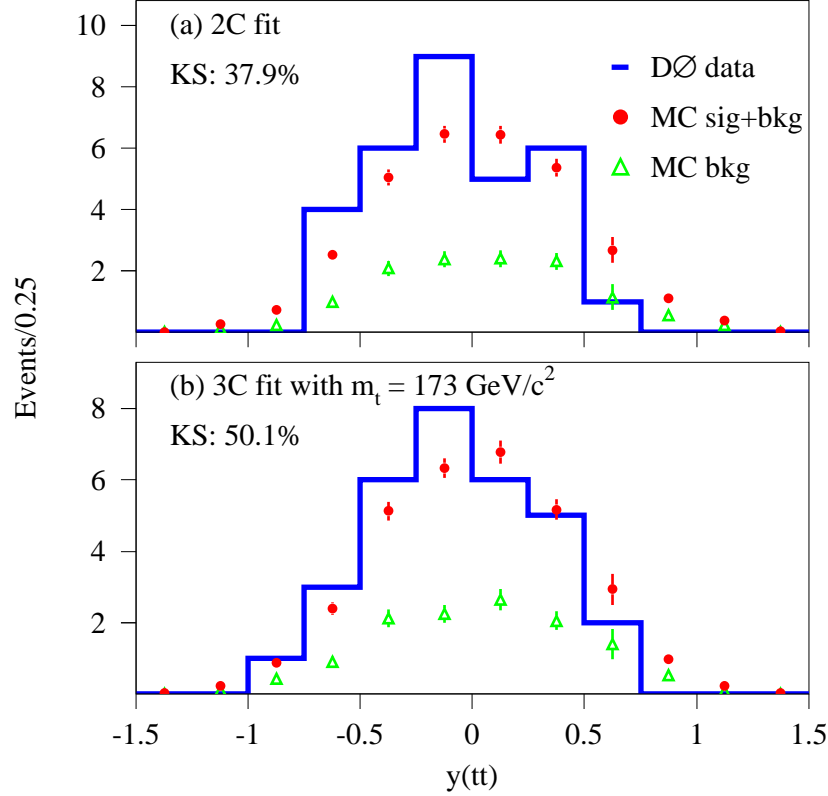 (a) 2C fit
KS: 37.9%
DØ data
MC sig+bkg
MC bkg
10
8
6
4
2
Events/0.25
(b) 3C fit with m_t = 173 GeV/c²
KS: 50.1%
8
6
4
2
-1.5 -1 -0.5 0 0.5 1 1.5
y(tt)